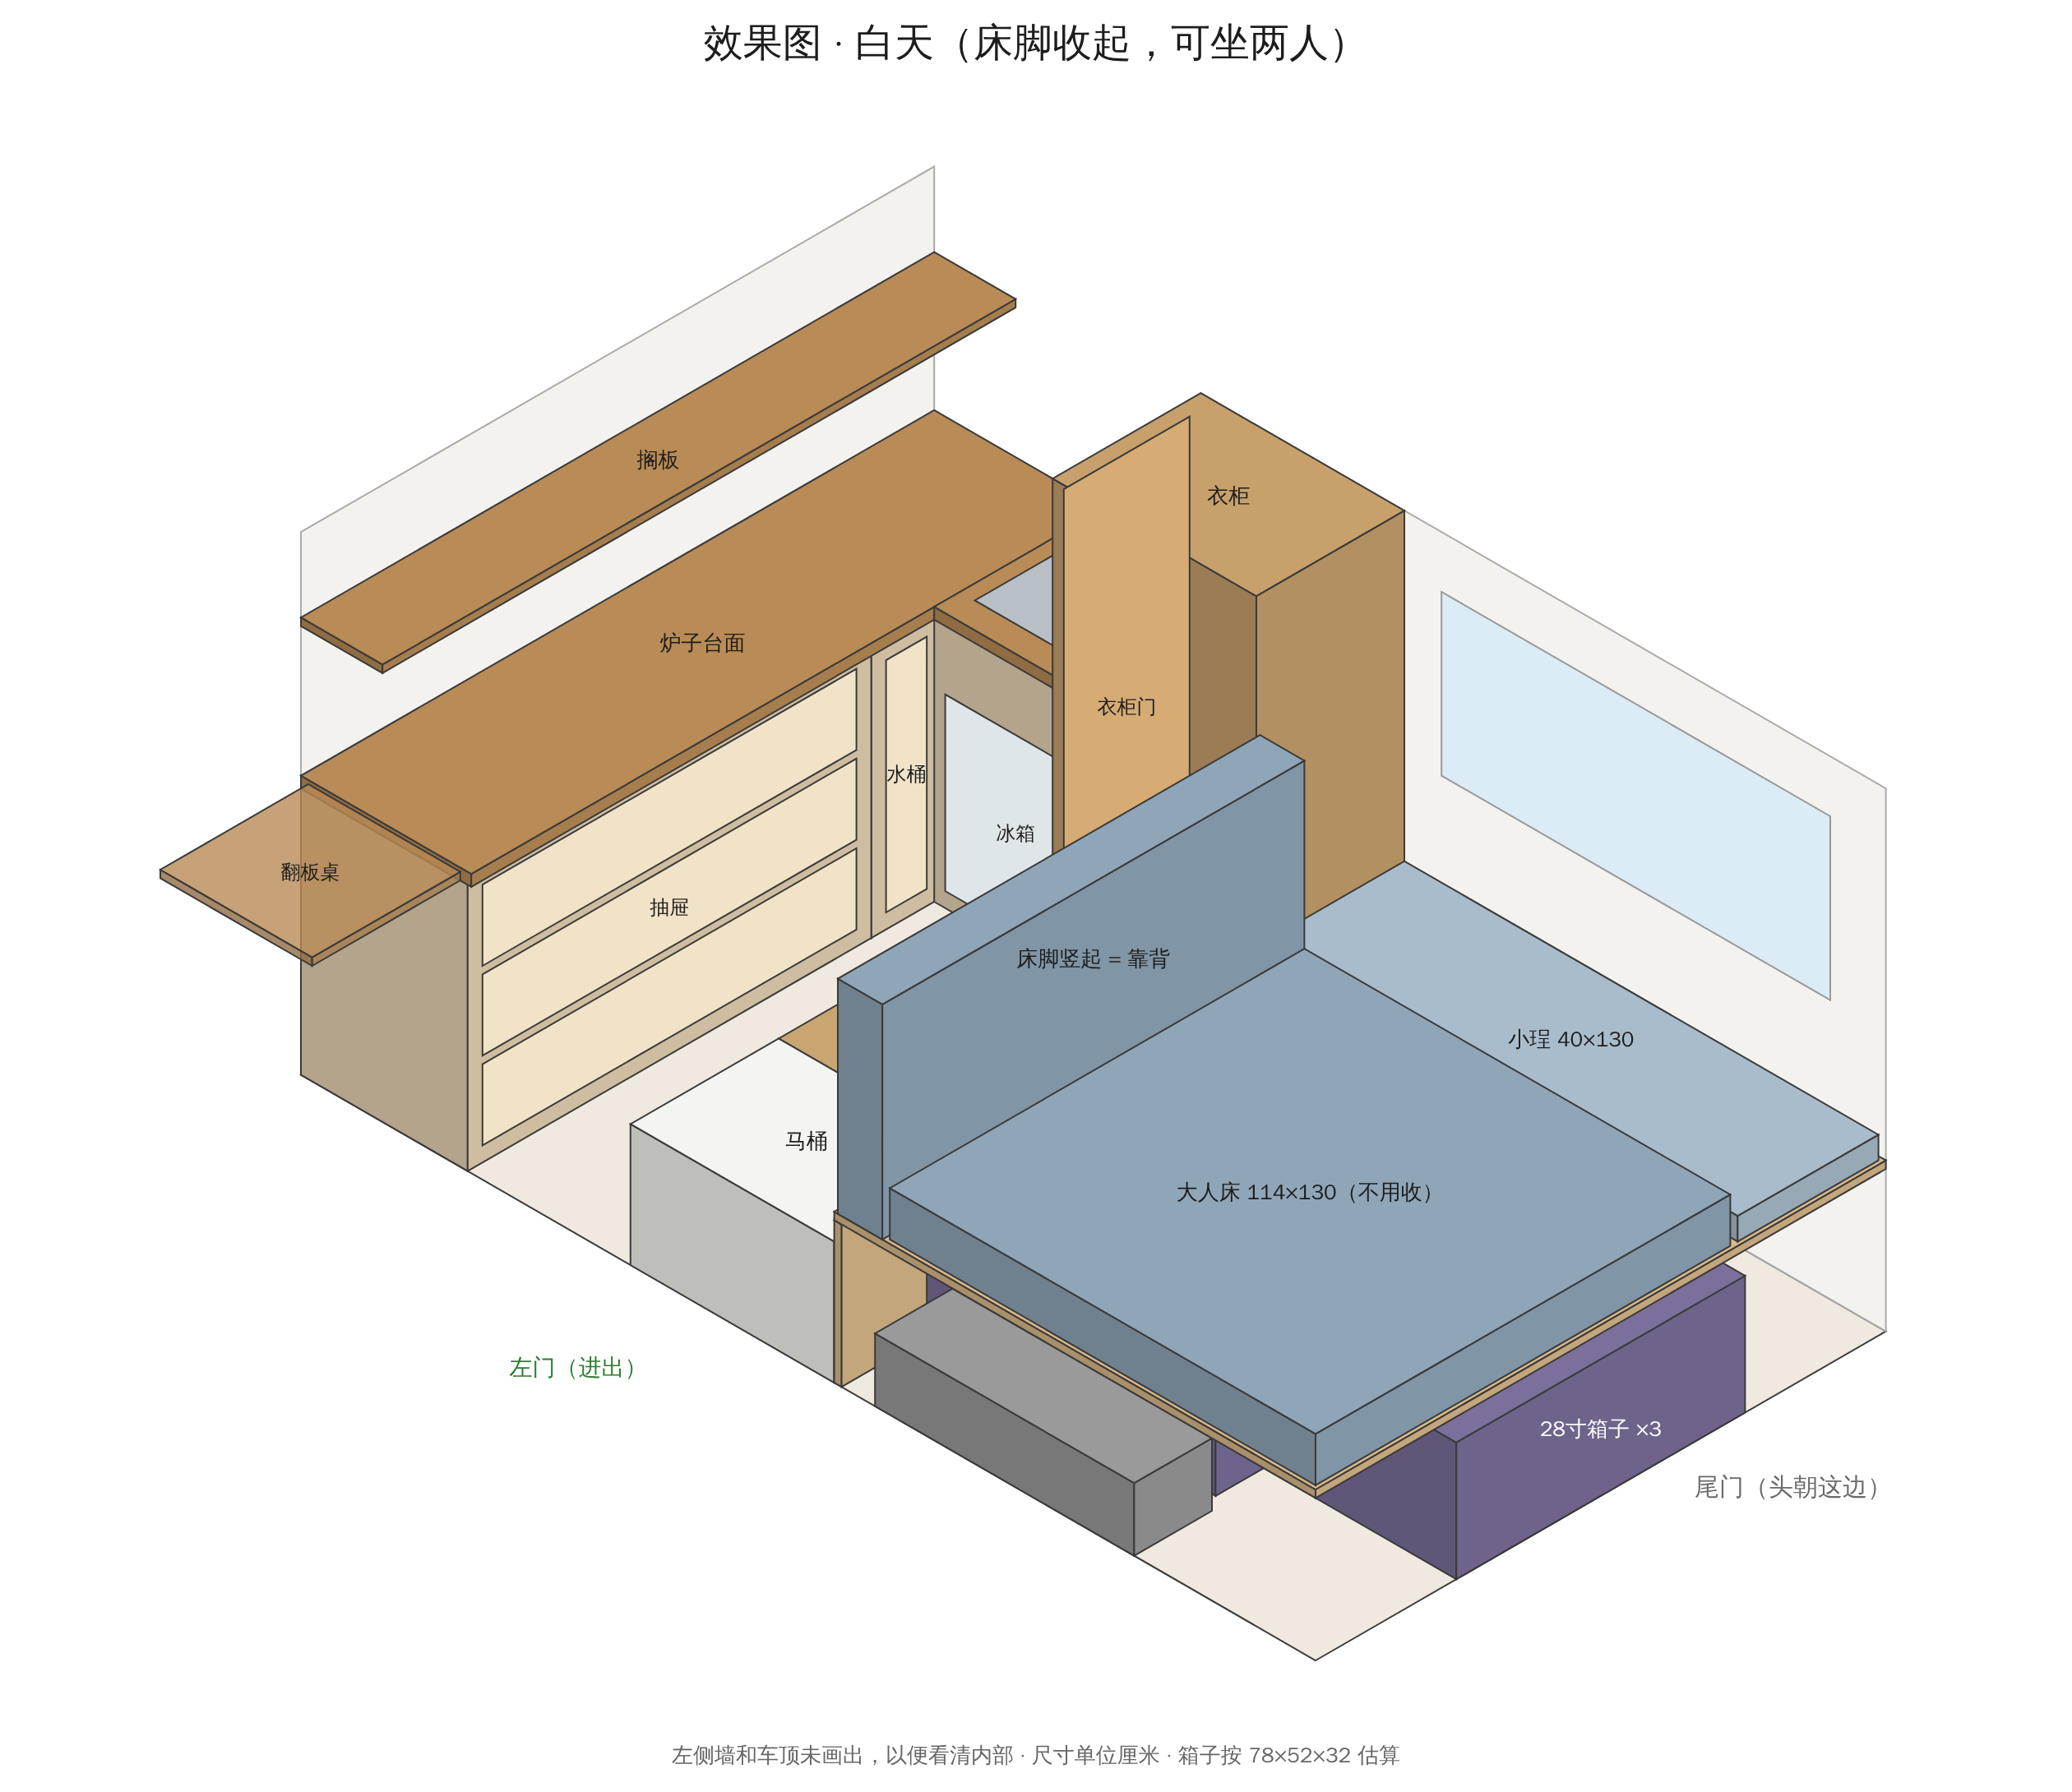 效果图 · 白天（床脚收起，可坐两人）
搁板
衣柜
炉子台面
衣柜门
水桶
冰箱
翻板桌
抽屉
床脚竖起 = 靠背
小珵 40×130
马桶
大人床 114×130（不用收）
左门（进出）
28寸箱子 ×3
尾门（头朝这边）
左侧墙和车顶未画出，以便看清内部 · 尺寸单位厘米 · 箱子按 78×52×32 估算